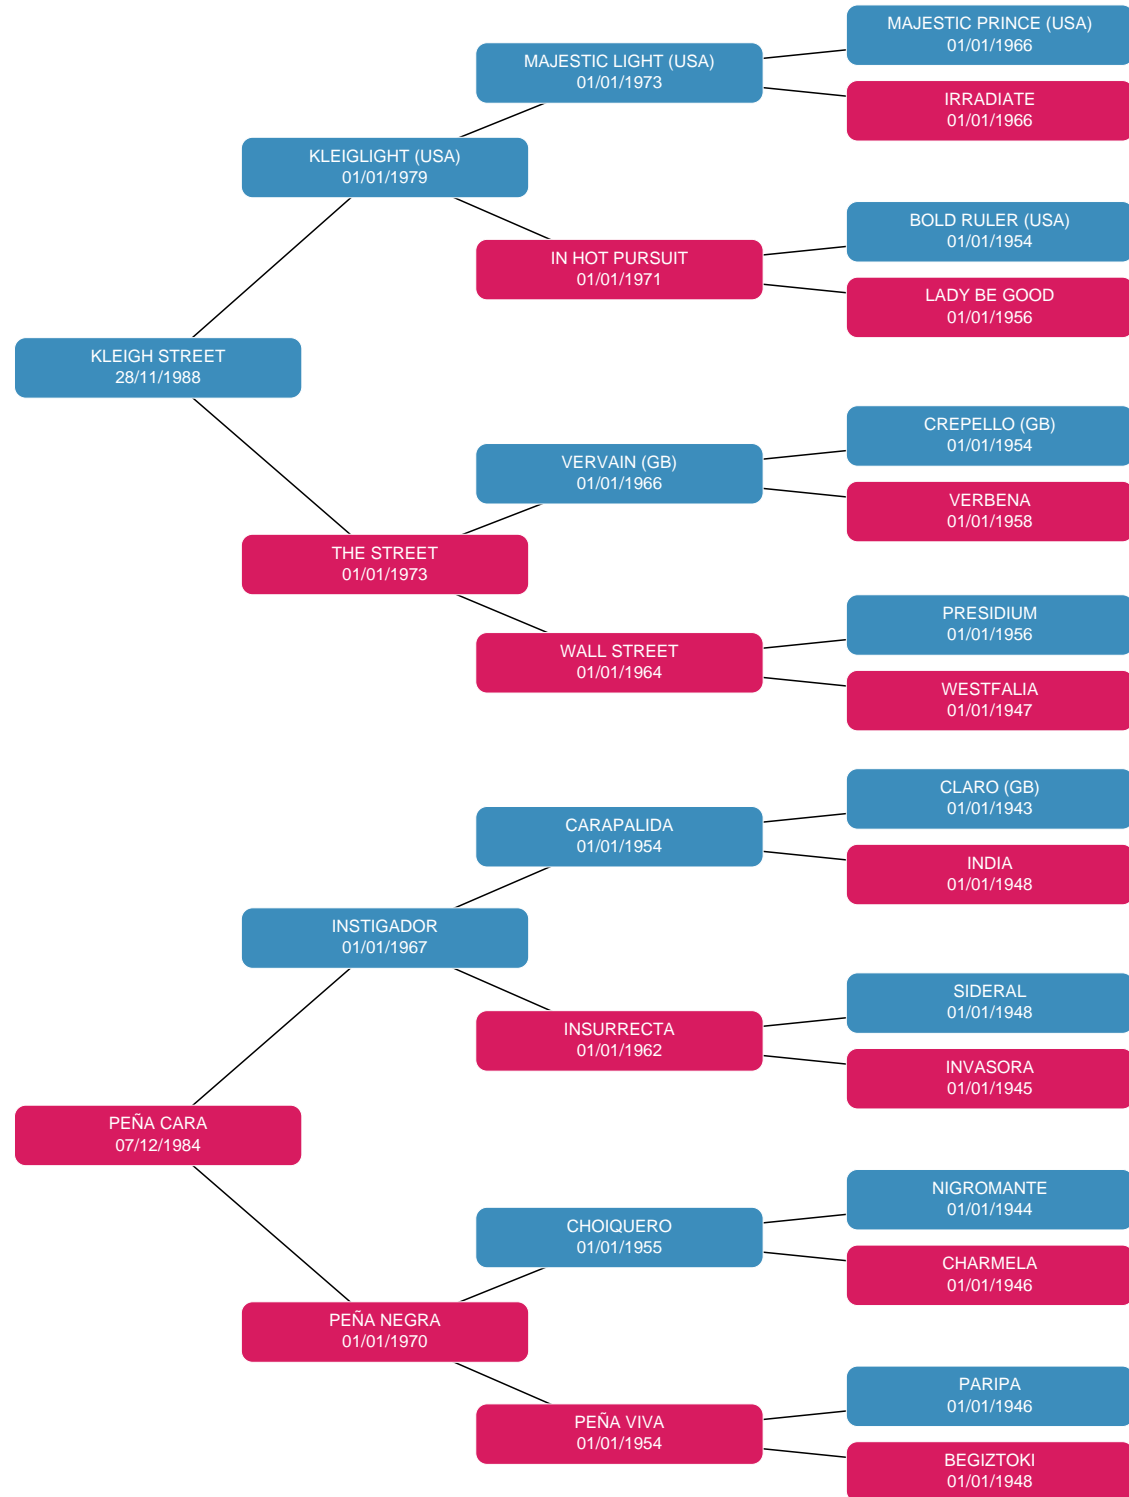 MAJESTIC PRINCE (USA)
01/01/1966
MAJESTIC LIGHT (USA)
01/01/1973
IRRADIATE
01/01/1966
KLEIGLIGHT (USA)
01/01/1979
BOLD RULER (USA)
01/01/1954
IN HOT PURSUIT
01/01/1971
LADY BE GOOD
01/01/1956
KLEIGH STREET
28/11/1988
CREPELLO (GB)
01/01/1954
VERVAIN (GB)
01/01/1966
VERBENA
01/01/1958
THE STREET
01/01/1973
PRESIDIUM
01/01/1956
WALL STREET
01/01/1964
WESTFALIA
01/01/1947
CLARO (GB)
01/01/1943
CARAPALIDA
01/01/1954
INDIA
01/01/1948
INSTIGADOR
01/01/1967
SIDERAL
01/01/1948
INSURRECTA
01/01/1962
INVASORA
01/01/1945
PEÑA CARA
07/12/1984
NIGROMANTE
01/01/1944
CHOIQUERO
01/01/1955
CHARMELA
01/01/1946
PEÑA NEGRA
01/01/1970
PARIPA
01/01/1946
PEÑA VIVA
01/01/1954
BEGIZTOKI
01/01/1948